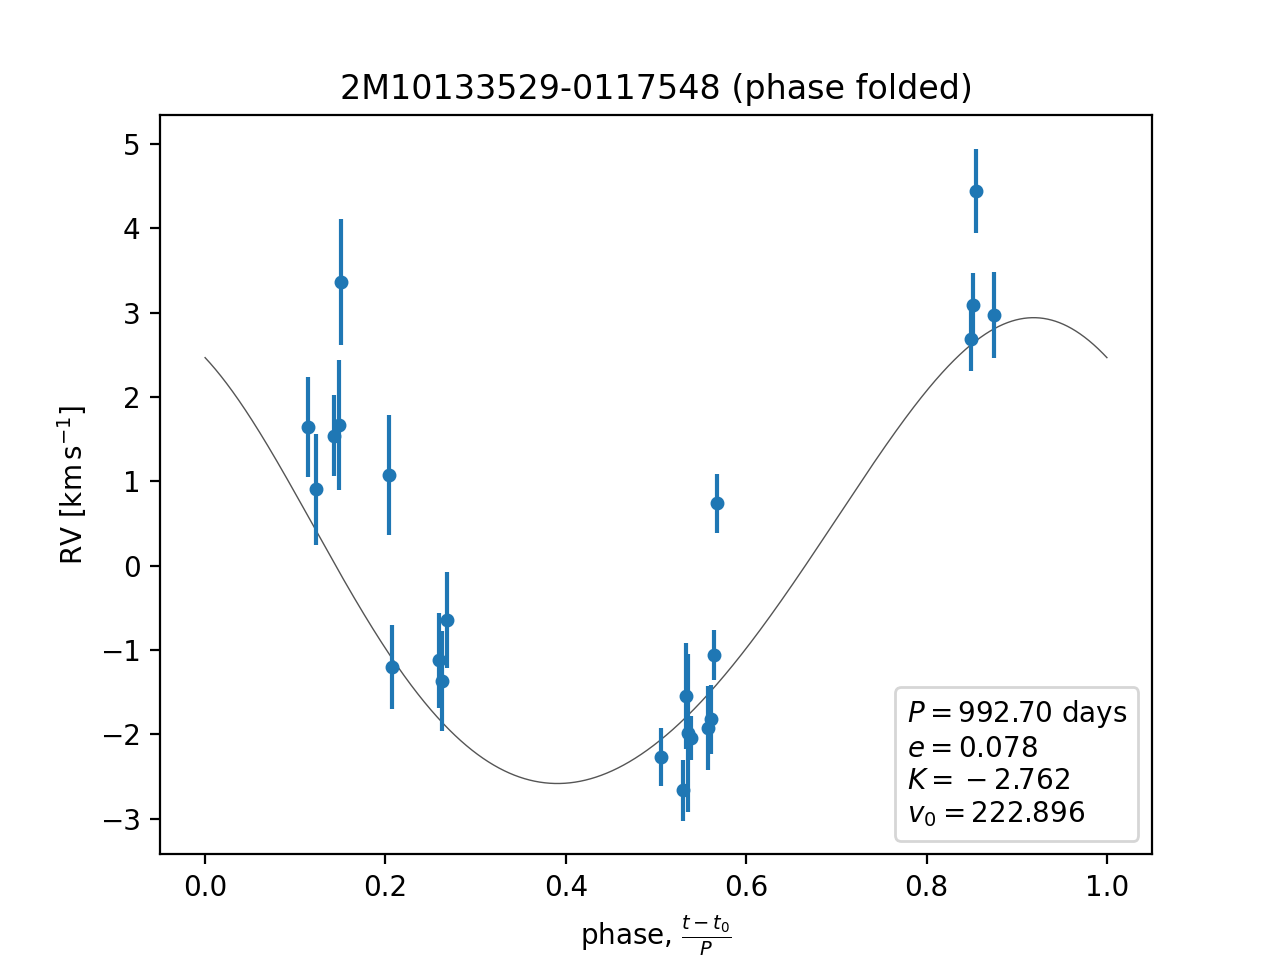 2M10133529-0117548 (phase folded)
5
4
3
2
1
0
−1
−2
−3
RV [km s⁻¹]
P = 992.70 days
e = 0.078
K = −2.762
v₀ = 222.896
0.0 0.2 0.4 0.6 0.8 1.0
phase, (t − t₀)/P